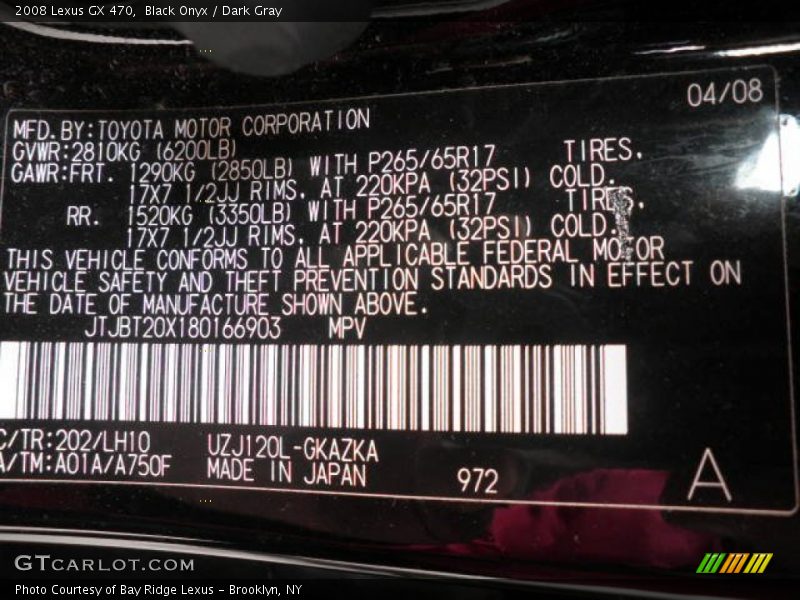 2008 Lexus GX 470, Black Onyx / Dark Gray
04/08
MFD. BY: TOYOTA MOTOR CORPORATION
GVWR: 2810KG (6200LB)
GAWR: FRT. 1290KG (2850LB) WITH P265/65R17 TIRES,
17X7 1/2JJ RIMS, AT 220KPA (32PSI) COLD.
RR. 1520KG (3350LB) WITH P265/65R17 TIRES,
17X7 1/2JJ RIMS, AT 220KPA (32PSI) COLD.
THIS VEHICLE CONFORMS TO ALL APPLICABLE FEDERAL MOTOR
VEHICLE SAFETY AND THEFT PREVENTION STANDARDS IN EFFECT ON
THE DATE OF MANUFACTURE SHOWN ABOVE.
JTJBT20X180166903 MPV
C/TR: 202/LH10 UZJ120L-GKAZKA
A/TM: A01A/A750F MADE IN JAPAN 972 A
GTCARLOT.COM
Photo Courtesy of Bay Ridge Lexus - Brooklyn, NY